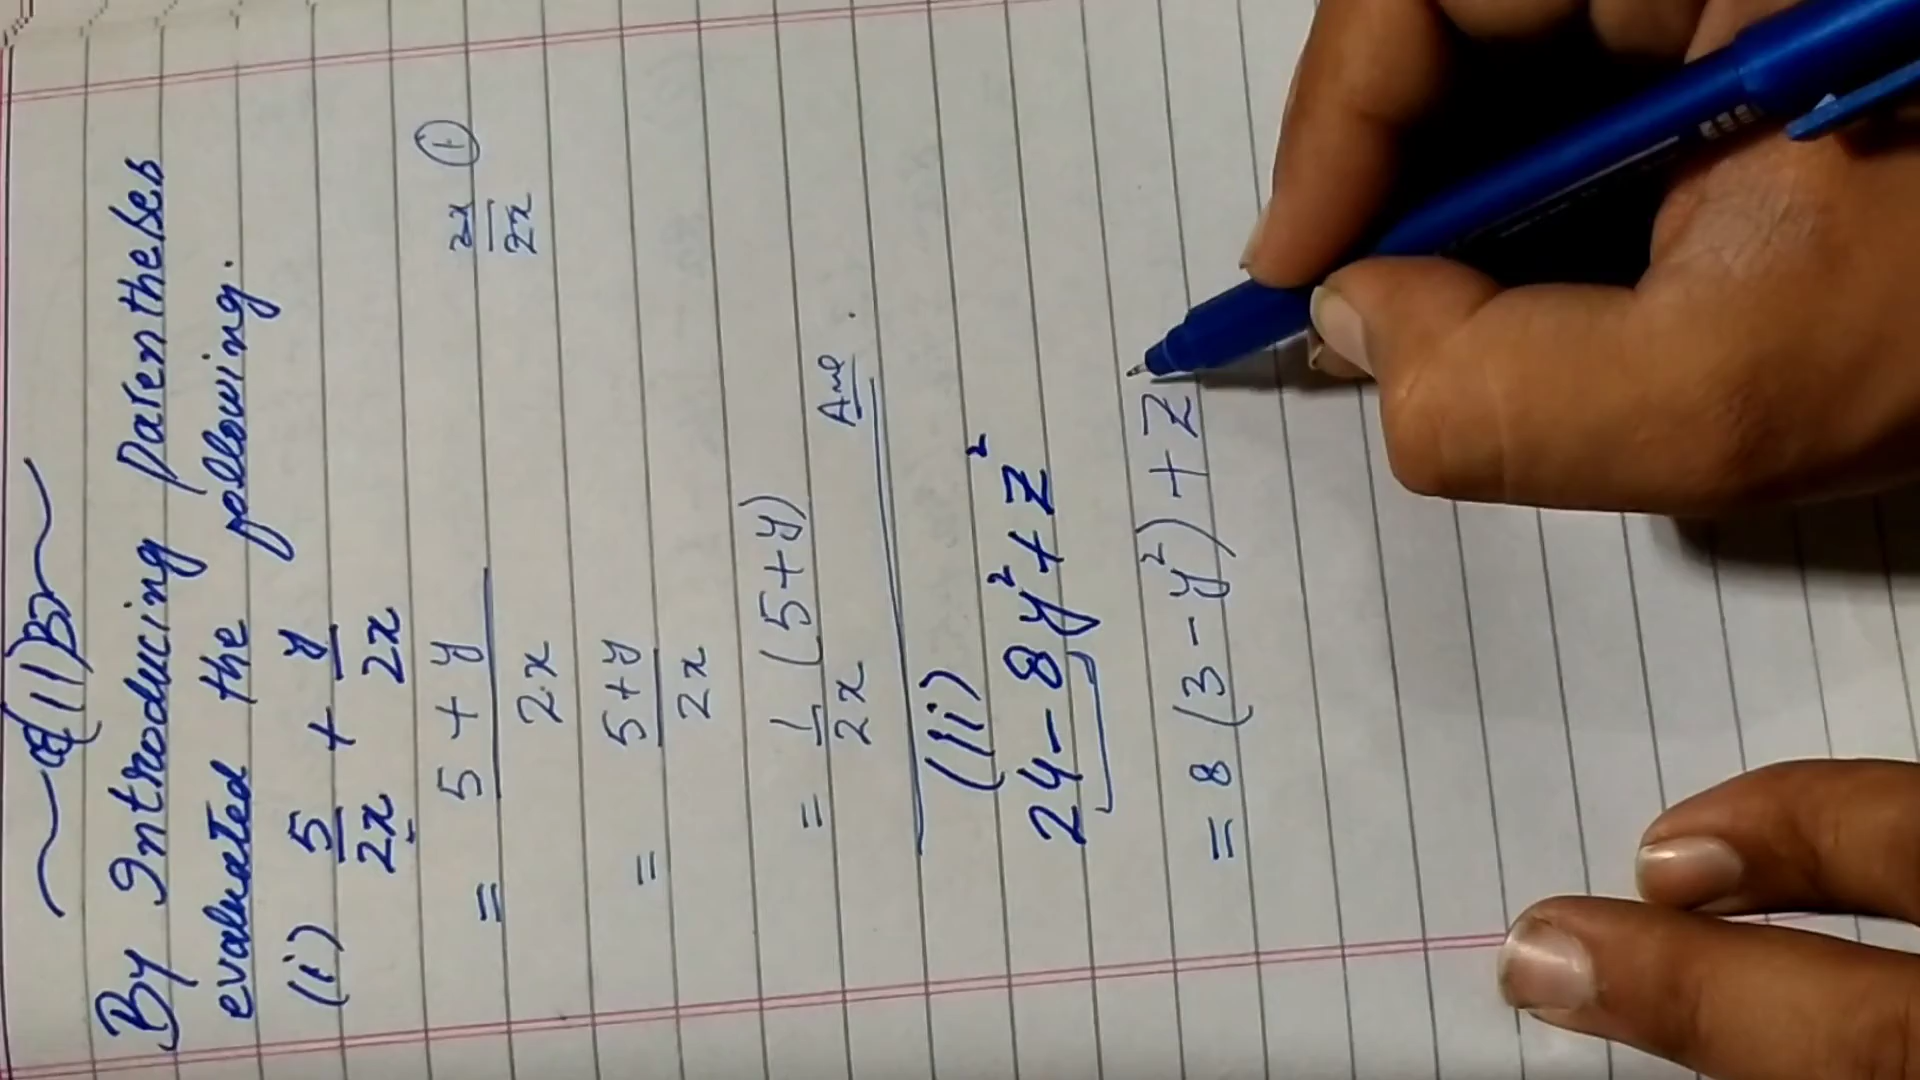 Q(11)B
By Introducing Parentheses
evaluated the following.
(i) 5/2x + y/2x
= 5 + y / 2x
2x/2x 1
= 5+y / 2x
= 1/2x (5+y)
Ans.
(ii)
24-8y²+z²
= 8(3-y²)+z